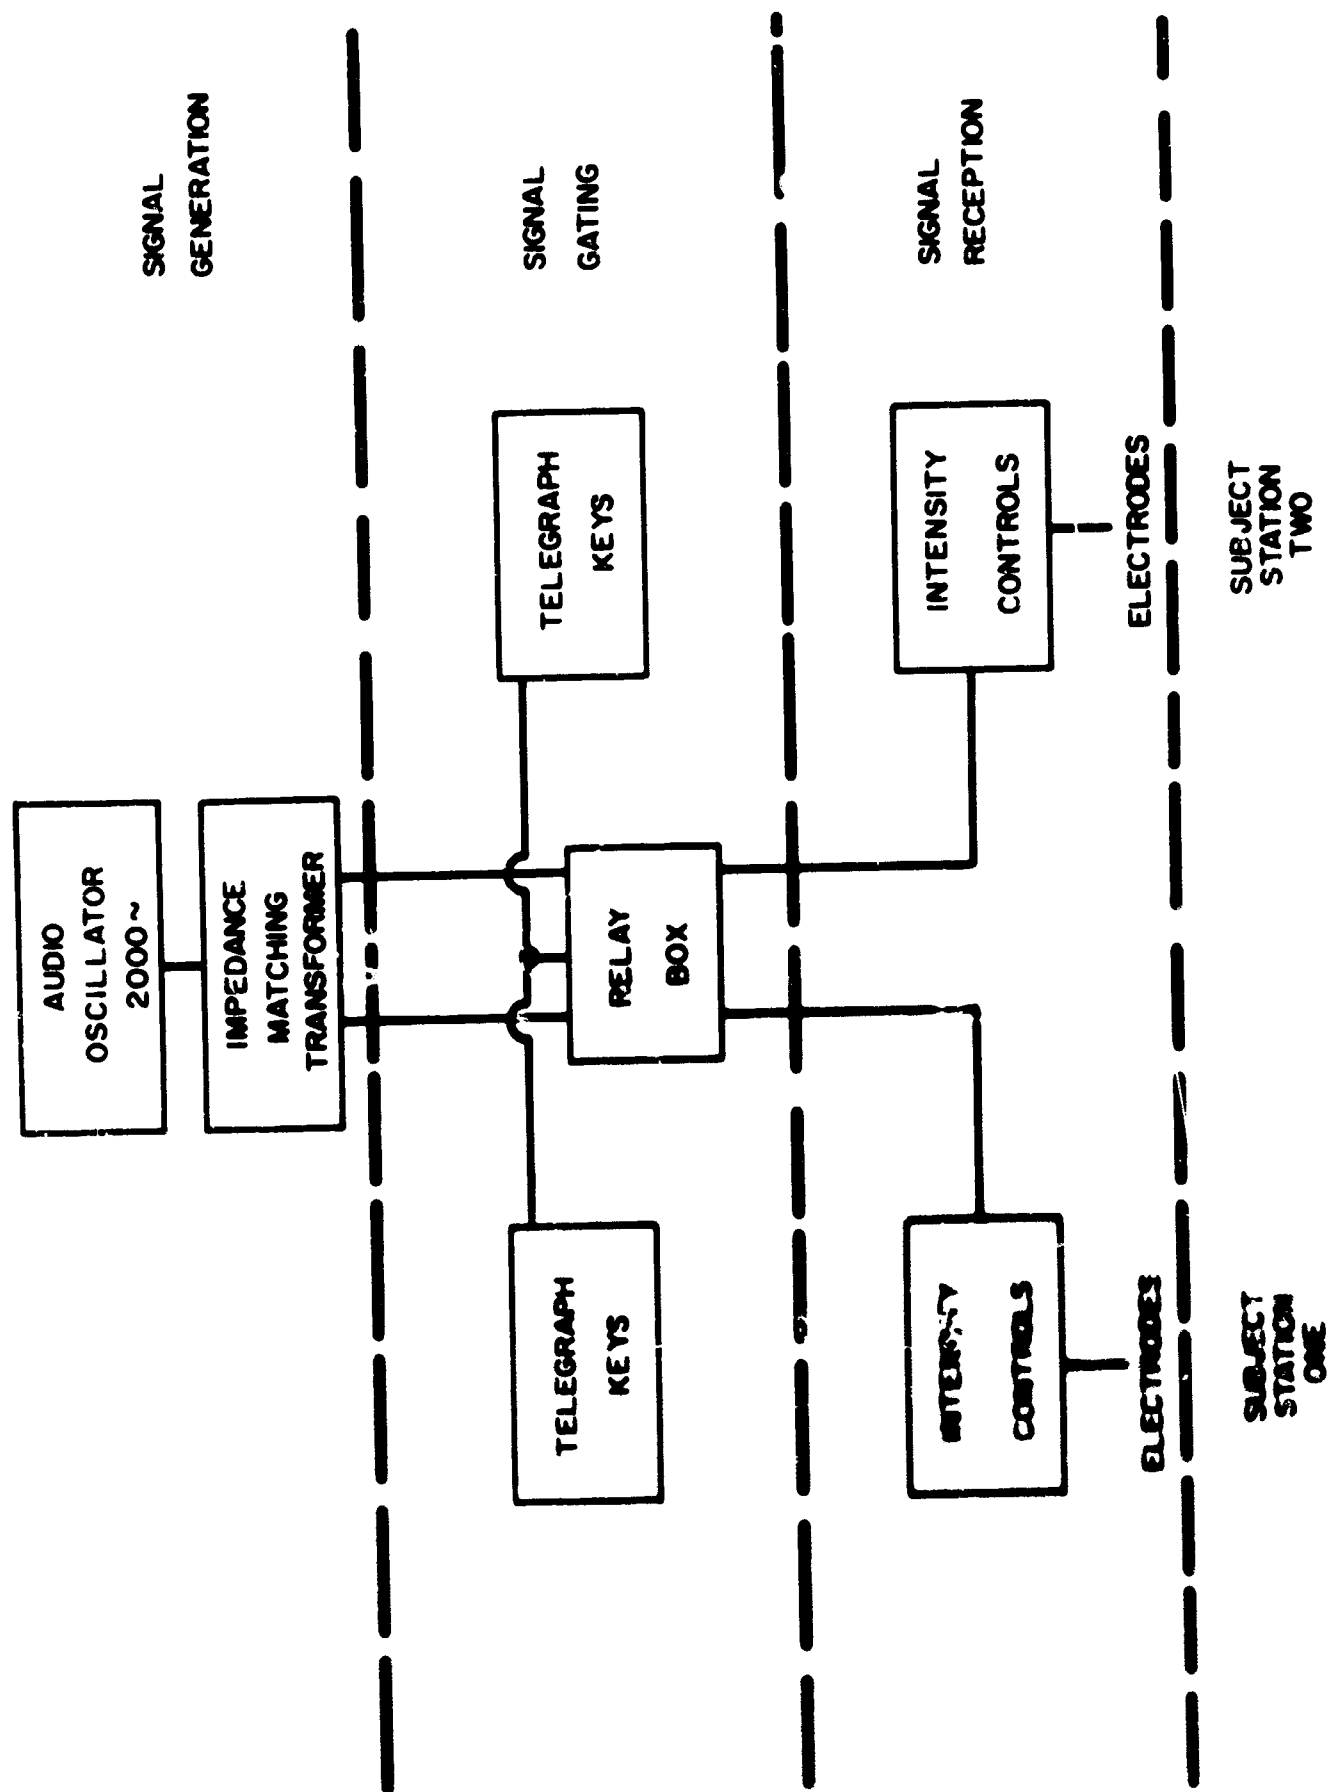 AUDIO
OSCILLATOR
2000~
IMPEDANCE
MATCHING
TRANSFORMER
SIGNAL
GENERATION
TELEGRAPH
KEYS
RELAY
BOX
TELEGRAPH
KEYS
SIGNAL
GATING
INTENSITY
CONTROLS
INTENSITY
CONTROLS
SIGNAL
RECEPTION
ELECTRODES
ELECTRODES
SUBJECT
STATION
ONE
SUBJECT
STATION
TWO